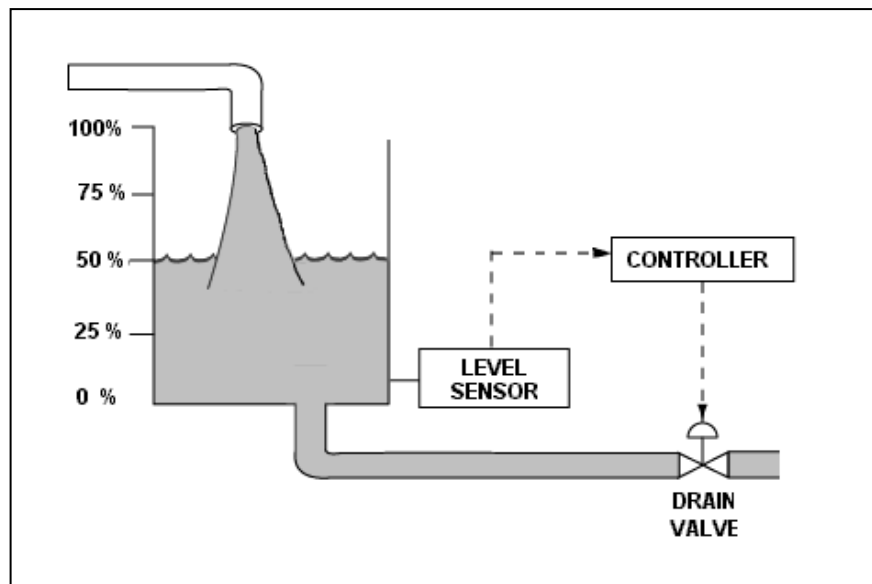 100%
75 %
50 %
25 %
0 %
CONTROLLER
LEVEL
SENSOR
DRAIN
VALVE